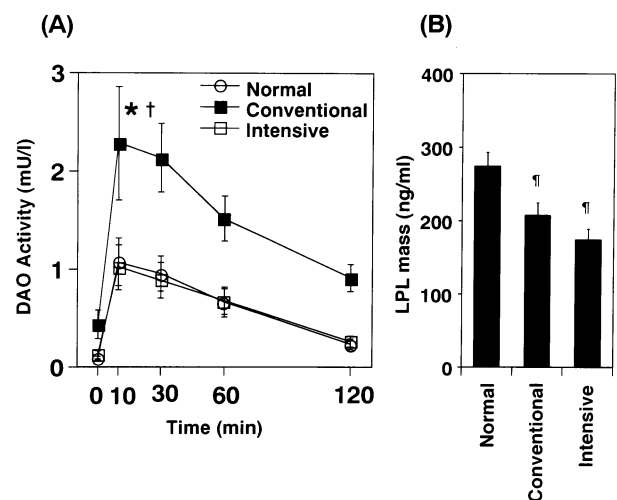 (A)
DAO Activity (mU/l)
3
2
1
0
* †
Normal
Conventional
Intensive
0 10 30 60 120
Time (min)
(B)
LPL mass (ng/ml)
400
300
200
100
0
¶
¶
Normal
Conventional
Intensive